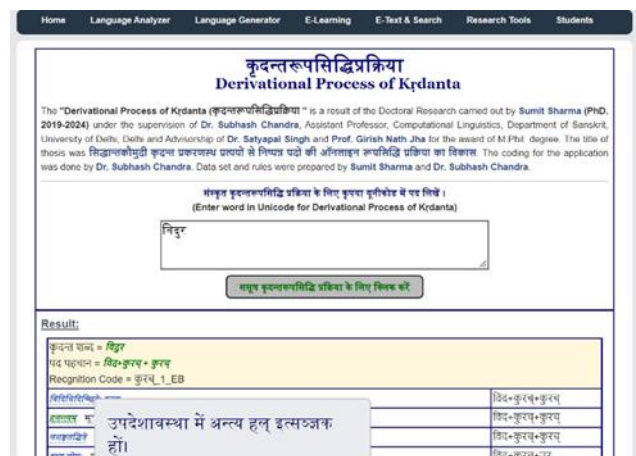 Home Language Analyzer Language Generator E-Learning E-Text & Search Research Tools Students
कृदन्तरूपसिद्धिप्रक्रिया
Derivational Process of Kṛdanta
The "Derivational Process of Kṛdanta (कृदन्तरूपसिद्धिप्रक्रिया " is a result of the Doctoral Research carried out by Sumit Sharma (PhD.
2019-2024) under the supervision of Dr. Subhash Chandra, Assistant Professor, Computational Linguistics, Department of Sanskrit,
University of Delhi, Delhi and Advisorship of Dr. Satyapal Singh and Prof. Girish Nath Jha for the award of M.Phil. degree. The title of
thesis was सिद्धान्तकौमुदी कृदन्त प्रकरणस्थ प्रत्ययों से निष्पन्न पदों की ऑनलाइन रूपसिद्धि प्रक्रिया का विकास. The coding for the application
was done by Dr. Subhash Chandra. Data set and rules were prepared by Sumit Sharma and Dr. Subhash Chandra.
संस्कृत कृदन्तरूपसिद्धि प्रक्रिया के लिए कृपया यूनीकोड में पद लिखें ।
(Enter word in Unicode for Derivational Process of Kṛdanta)
विदुर
ससूत्र कृदन्तरूपसिद्धि प्रक्रिया के लिए क्लिक करें
Result:
कृदन्त शब्द = विदुर
पद पहचान = विद+कुरच् + कुरच्
Recgnition Code = कुरच्_1_EB
विद+कुरच्+कुरच्
हलन्त्यम्
विद+कुरच्+कुरच्
उपदेशावस्था में अन्त्य हल् इत्सञ्जक
हों।
विद+कुरच्+कुरच्